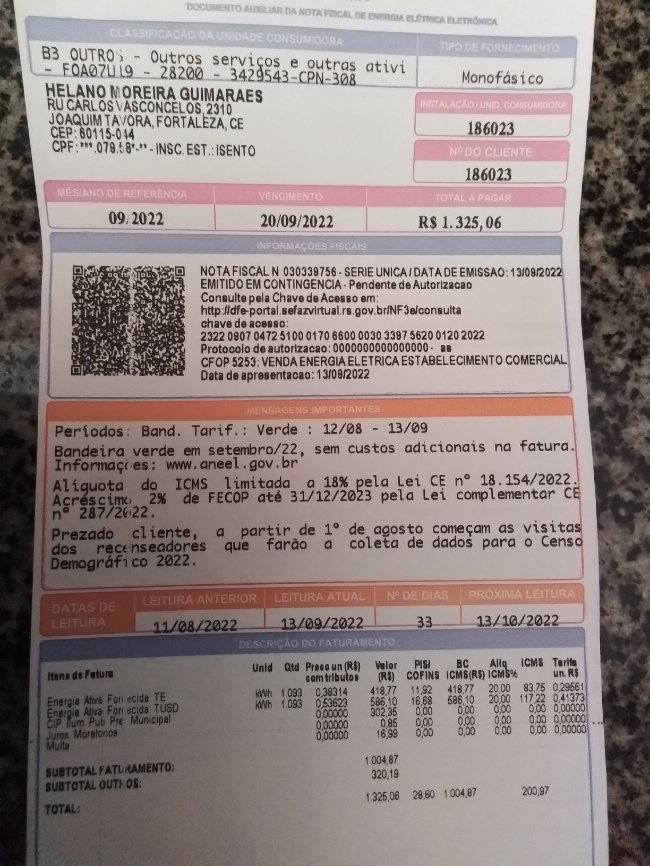 DOCUMENTO AUXILIAR DA NOTA FISCAL DE ENERGIA ELÉTRICA ELETRÔNICA
CLASSIFICAÇÃO DA UNIDADE CONSUMIDORA
TIPO DE FORNECIMENTO
B3 OUTROS - Outros serviços e outras ativi
- FOA07U19 - 28200 - 3429543-CPN-308
Monofásico
HELANO MOREIRA GUIMARAES
RU CARLOS VASCONCELOS, 2310
JOAQUIM TAVORA, FORTALEZA, CE
CEP: 60115-044
CPF:***.079.58*-** - INSC. EST.: ISENTO
INSTALAÇÃO / UNID. CONSUMIDORA
186023
Nº DO CLIENTE
186023
MÊS/ANO DE REFERÊNCIA VENCIMENTO TOTAL A PAGAR
09/2022 20/09/2022 R$ 1.325,06
INFORMAÇÕES FISCAIS
NOTA FISCAL N 030339756 - SERIE UNICA / DATA DE EMISSAO: 13/09/2022
EMITIDO EM CONTINGENCIA - Pendente de Autorizacao
Consulte pela Chave de Acesso em:
http://dfe-portal.sefazvirtual.rs.gov.br/NF3e/consulta
chave de acesso:
2322 0907 0472 5100 0170 6600 0030 3397 5620 0120 2022
Protocolo de autorizacao: 0000000000000000 -
CFOP 5253: VENDA ENERGIA ELETRICA ESTABELECIMENTO COMERCIAL
Data de apresentacao: 13/09/2022
MENSAGENS IMPORTANTES
Períodos: Band. Tarif.: Verde : 12/08 - 13/09
Bandeira verde em setembro/22, sem custos adicionais na fatura.
Informações: www.aneel.gov.br
Alíquota do ICMS limitada a 18% pela Lei CE nº 18.154/2022.
Acréscimo 2% de FECOP até 31/12/2023 pela Lei complementar CE
nº 287/2022.
Prezado cliente, a partir de 1º de agosto começam as visitas
dos recenseadores que farão a coleta de dados para o Censo
Demográfico 2022.
DATAS DE LEITURA
LEITURA ANTERIOR LEITURA ATUAL Nº DE DIAS PRÓXIMA LEITURA
11/08/2022 13/09/2022 33 13/10/2022
DESCRIÇÃO DO FATURAMENTO
Itens de Fatura Unid Qtd Preco un (R$) com tributos Valor (R$) PIS/ COFINS BC ICMS(R$) Aliq ICMS% ICMS Tarifa un. R$
Energia Ativa Fornecida TE kWh 1.093 0,38314 418,77 11,92 418,77 20,00 83,75 0,29561
Energia Ativa Fornecida TUSD kWh 1.093 0,53623 586,10 16,68 586,10 20,00 117,22 0,41373
CIP Ilum Pub Pre Municipal 0,00000 302,35 0,00 0,00 0,00 0,00 0,00000
Juros Moratorios 0,00000 0,85 0,00 0,00 0,00 0,00 0,00000
Multa 0,00000 16,99 0,00 0,00 0,00 0,00 0,00000
SUBTOTAL FATURAMENTO: 1.004,87
SUBTOTAL OUTROS: 320,19
TOTAL: 1.325,06 28,60 1.004,87 200,97